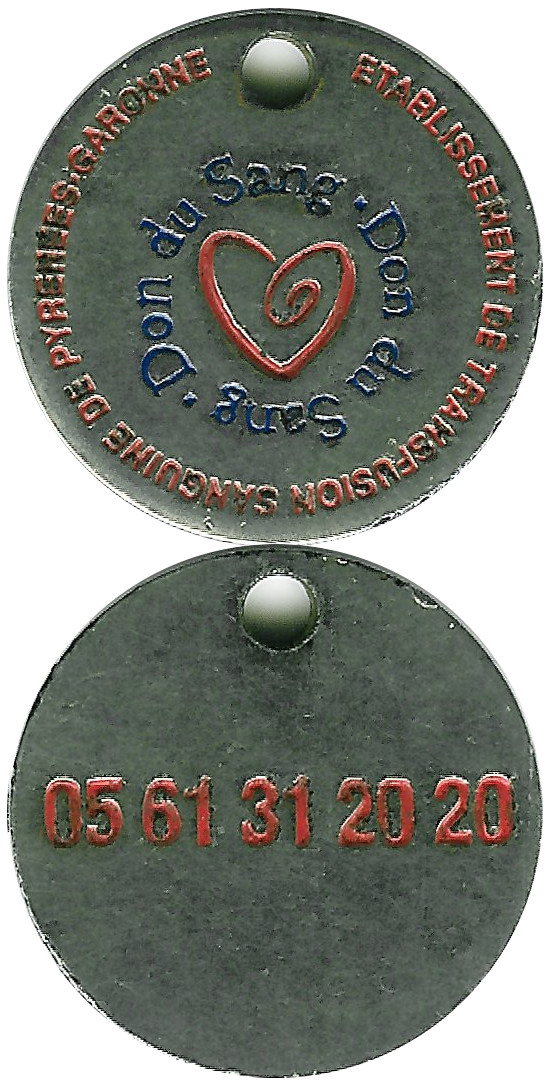 ETABLISSEMENT DE TRANSFUSION SANGUINE DE PYRENEES-GARONNE
Don du Sang · Don du Sang ·
05 61 31 20 20